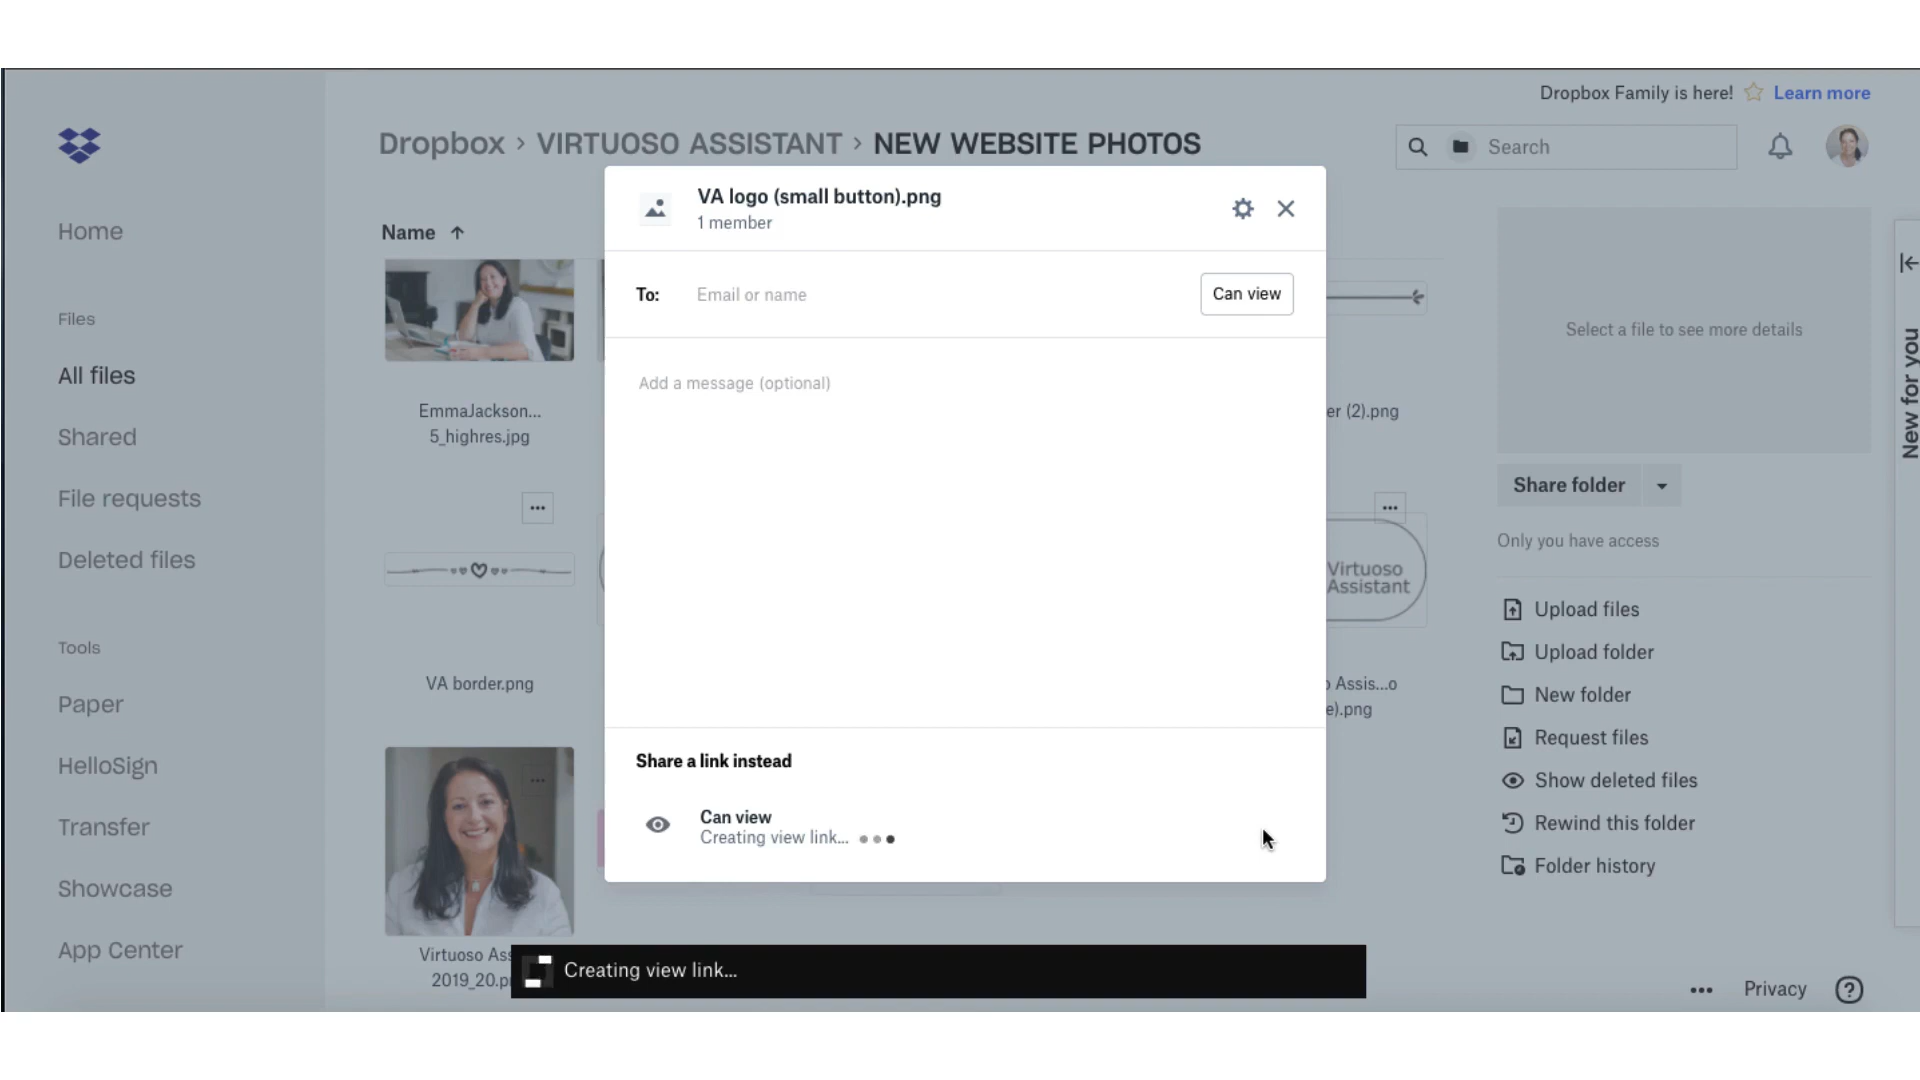 Dropbox Family is here! Learn more
Dropbox › VIRTUOSO ASSISTANT › NEW WEBSITE PHOTOS
Search
Home
Files
All files
Shared
File requests
Deleted files
Tools
Paper
HelloSign
Transfer
Showcase
App Center
Name
EmmaJackson...
5_highres.jpg
er (2).png
VA border.png
Virtuoso
Assistant
Assis...o
e).png
Virtuoso Ass
2019_20.p
VA logo (small button).png
1 member
To: Email or name
Can view
Add a message (optional)
Share a link instead
Can view
Creating view link...
Creating view link...
Select a file to see more details
Share folder
Only you have access
Upload files
Upload folder
New folder
Request files
Show deleted files
Rewind this folder
Folder history
New for you
Privacy